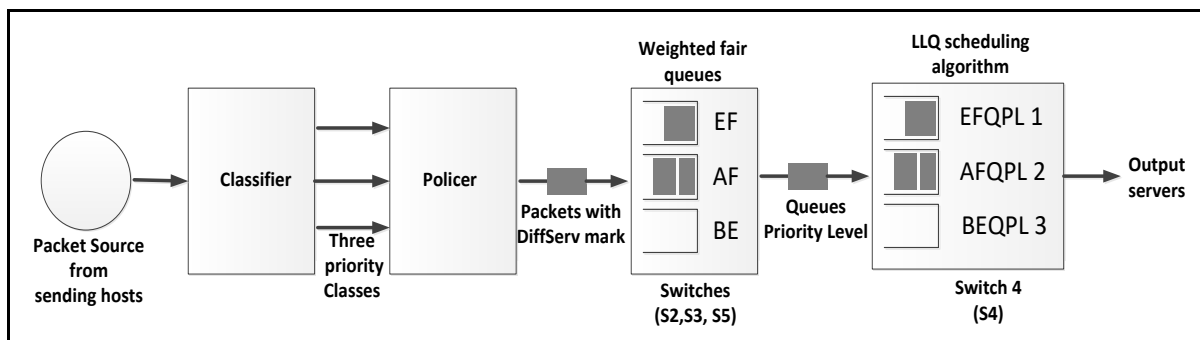 Packet Source
from
sending hosts
Classifier
Three
priority
Classes
Policer
Packets with
DiffServ mark
Weighted fair
queues
EF
AF
BE
Switches
(S2,S3, S5)
Queues
Priority Level
LLQ scheduling
algorithm
EFQPL 1
AFQPL 2
BEQPL 3
Switch 4
(S4)
Output
servers